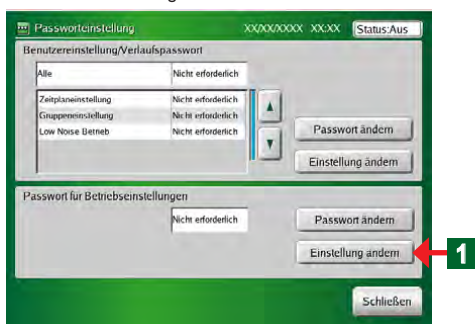 Passworteinstellung XX/XX/XXXX XX:XX Status:Aus
Benutzereinstellung/Verlaufspasswort
Alle Nicht erforderlich
Zeitplaneinstellung Nicht erforderlich
Gruppeneinstellung Nicht erforderlich
Low Noise Betrieb Nicht erforderlich
Passwort ändern
Einstellung ändern
Passwort für Betriebseinstellungen
Nicht erforderlich Passwort ändern
Einstellung ändern 1
Schließen